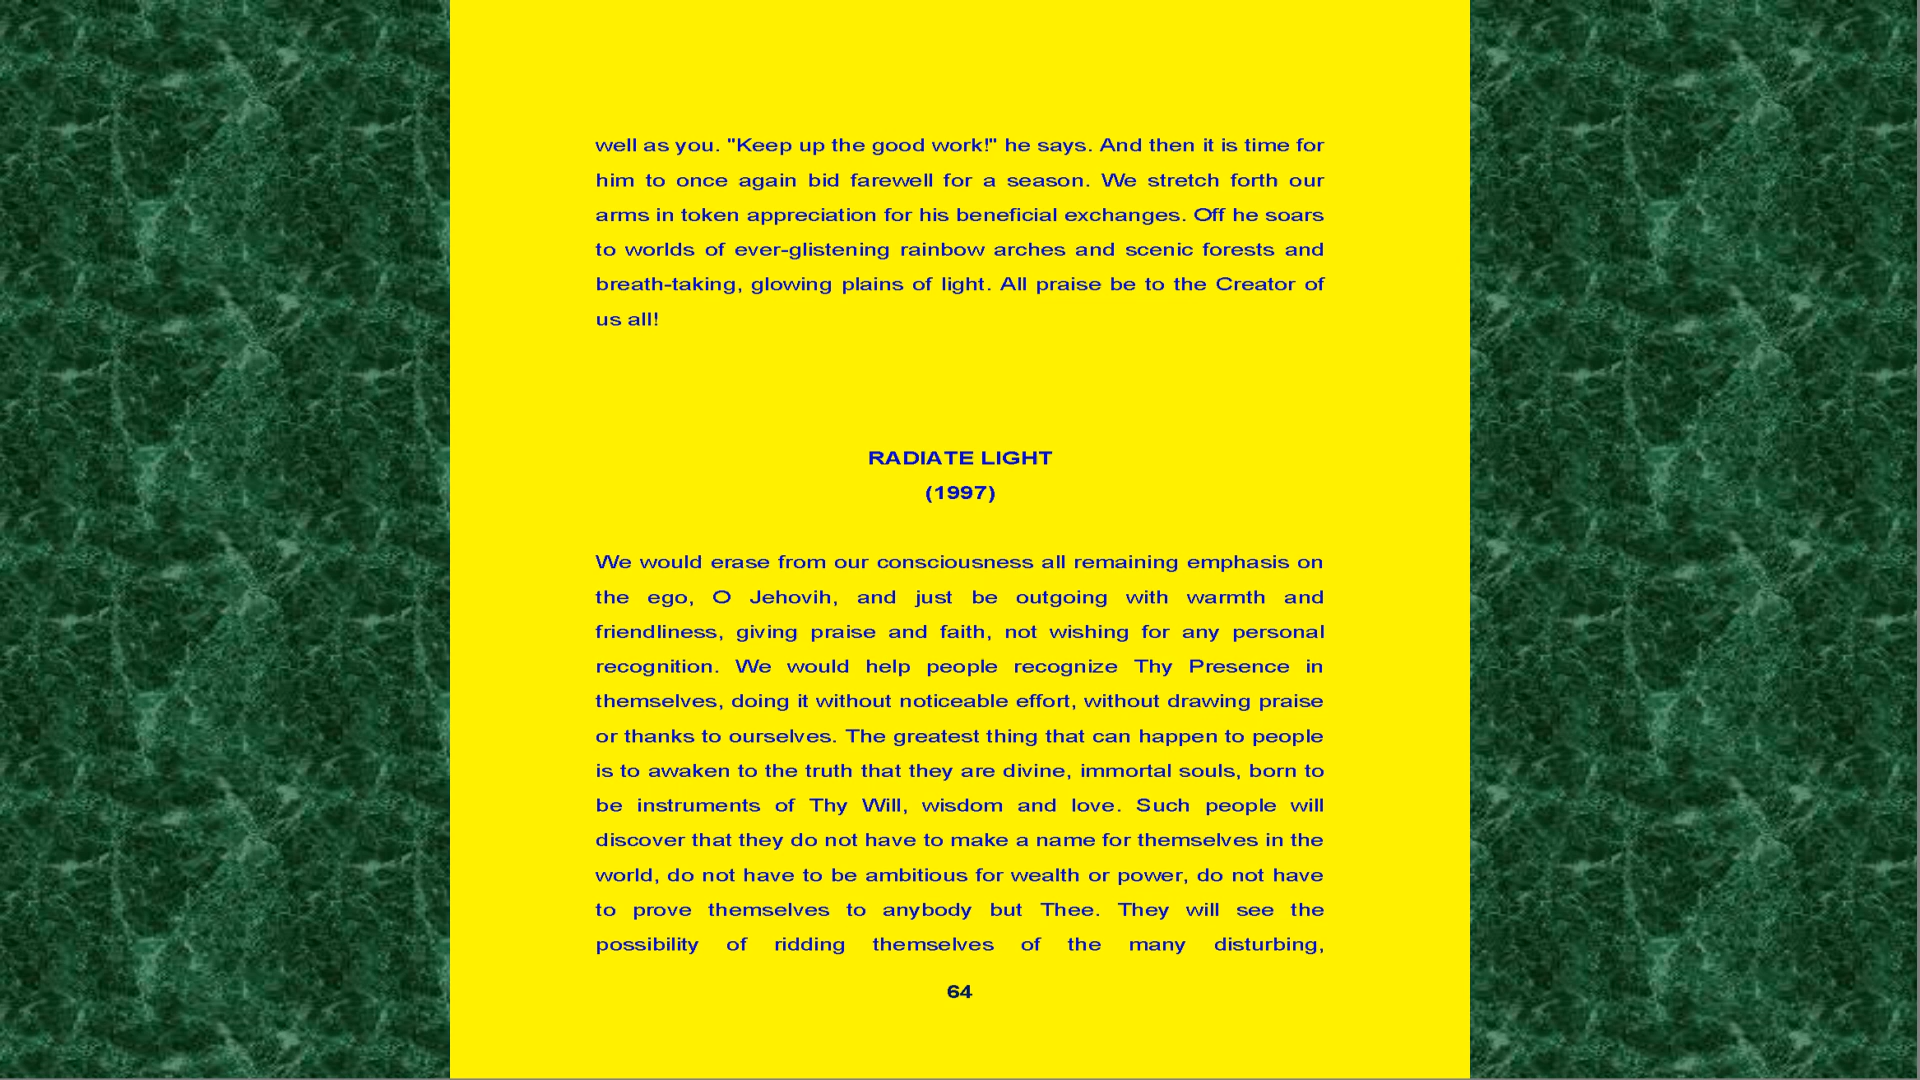 well as you. "Keep up the good work!" he says. And then it is time for
him to once again bid farewell for a season. We stretch forth our
arms in token appreciation for his beneficial exchanges. Off he soars
to worlds of ever-glistening rainbow arches and scenic forests and
breath-taking, glowing plains of light. All praise be to the Creator of
us all!
RADIATE LIGHT
(1997)
We would erase from our consciousness all remaining emphasis on
the ego, O Jehovih, and just be outgoing with warmth and
friendliness, giving praise and faith, not wishing for any personal
recognition. We would help people recognize Thy Presence in
themselves, doing it without noticeable effort, without drawing praise
or thanks to ourselves. The greatest thing that can happen to people
is to awaken to the truth that they are divine, immortal souls, born to
be instruments of Thy Will, wisdom and love. Such people will
discover that they do not have to make a name for themselves in the
world, do not have to be ambitious for wealth or power, do not have
to prove themselves to anybody but Thee. They will see the
possibility of ridding themselves of the many disturbing,
64